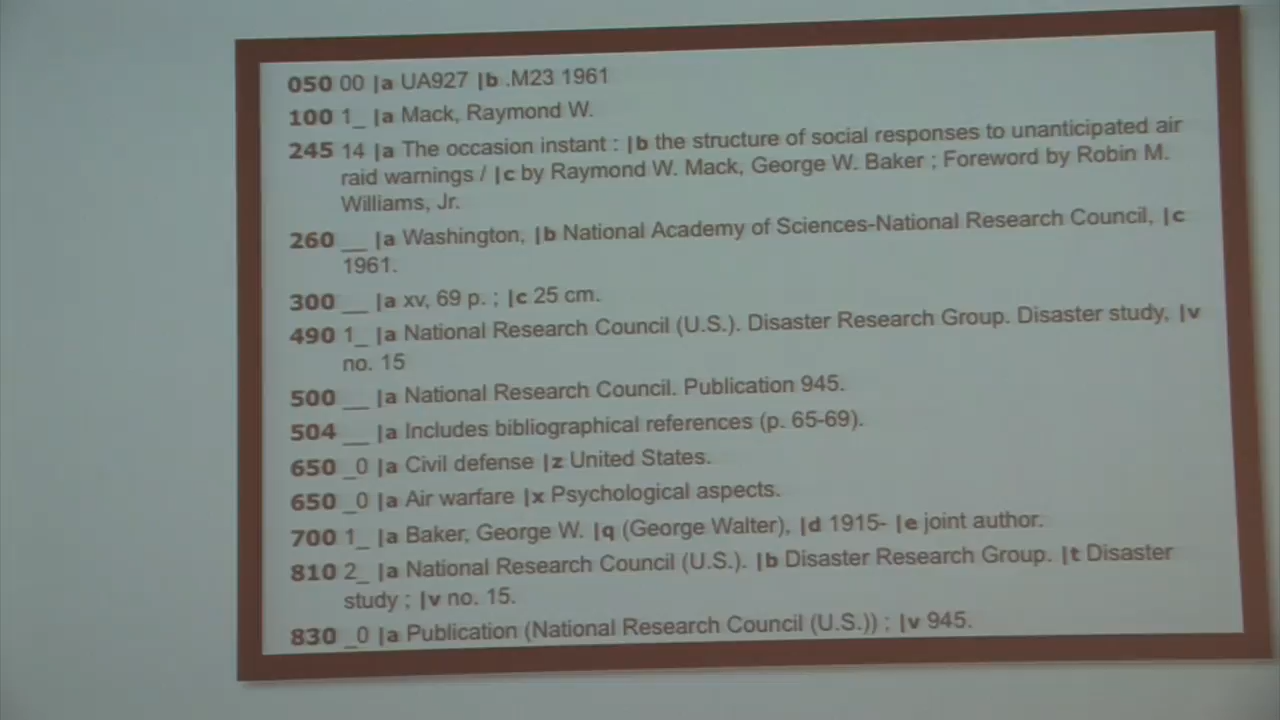 050 00 |a UA927 |b .M23 1961
100 1_ |a Mack, Raymond W.
245 14 |a The occasion instant : |b the structure of social responses to unanticipated air
raid warnings / |c by Raymond W. Mack, George W. Baker ; Foreword by Robin M.
Williams, Jr.
260 __ |a Washington, |b National Academy of Sciences-National Research Council, |c
1961.
300 __ |a xv, 69 p. ; |c 25 cm.
490 1_ |a National Research Council (U.S.). Disaster Research Group. Disaster study, |v
no. 15
500 __ |a National Research Council. Publication 945.
504 __ |a Includes bibliographical references (p. 65-69).
650 _0 |a Civil defense |z United States.
650 _0 |a Air warfare |x Psychological aspects.
700 1_ |a Baker, George W. |q (George Walter), |d 1915- |e joint author.
810 2_ |a National Research Council (U.S.). |b Disaster Research Group. |t Disaster
study ; |v no. 15.
830 _0 |a Publication (National Research Council (U.S.)) ; |v 945.